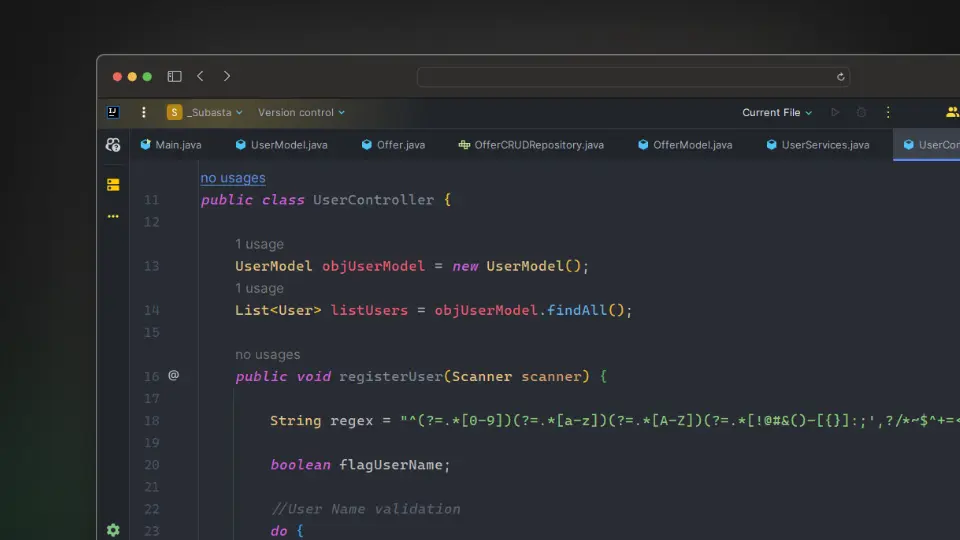 IJ S _Subasta Version control Current File
Main.java UserModel.java Offer.java OfferCRUDRepository.java OfferModel.java UserServices.java UserCon
no usages
11 public class UserController {
12
1 usage
13 UserModel objUserModel = new UserModel();
1 usage
14 List<User> listUsers = objUserModel.findAll();
15
no usages
16 @ public void registerUser(Scanner scanner) {
17
18 String regex = "^(?=.*[0-9])(?=.*[a-z])(?=.*[A-Z])(?=.*[!@#&()–[{}]:;',?/*~$^+=<
19
20 boolean flagUserName;
21
22 //User Name validation
23 do {